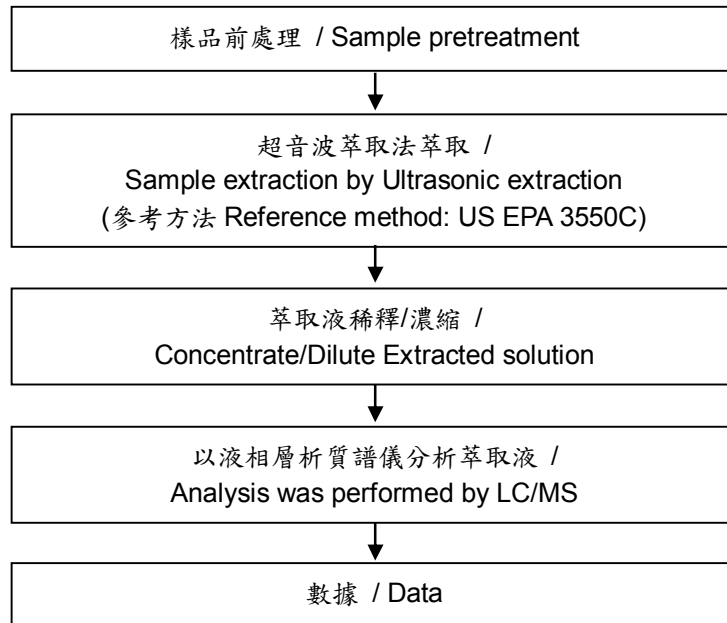 樣品前處理 / Sample pretreatment
超音波萃取法萃取 /
Sample extraction by Ultrasonic extraction
(參考方法 Reference method: US EPA 3550C)
萃取液稀釋/濃縮 /
Concentrate/Dilute Extracted solution
以液相層析質譜儀分析萃取液 /
Analysis was performed by LC/MS
數據 / Data